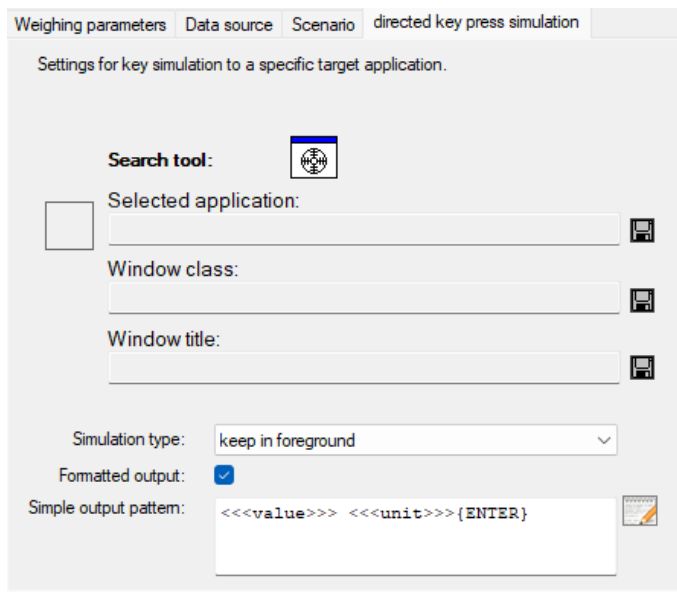 Weighing parameters Data source Scenario directed key press simulation
Settings for key simulation to a specific target application.
Search tool:
Selected application:
Window class:
Window title:
Simulation type: keep in foreground
Formatted output:
Simple output pattern: <<<value>>> <<<unit>>>{ENTER}